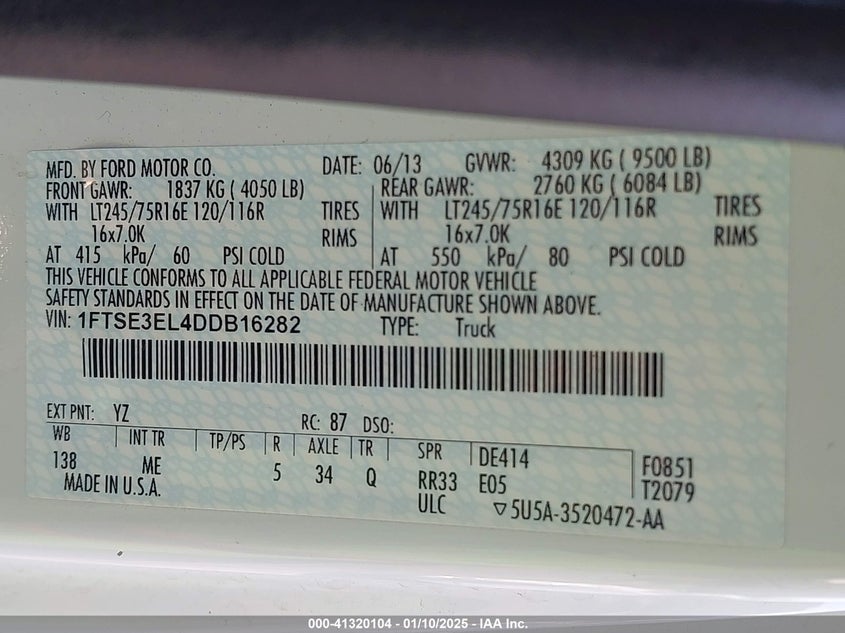 MFD. BY FORD MOTOR CO. DATE: 06/13 GVWR: 4309 KG ( 9500 LB)
FRONT GAWR: 1837 KG ( 4050 LB) REAR GAWR: 2760 KG ( 6084 LB)
WITH LT245/75R16E 120/116R TIRES WITH LT245/75R16E 120/116R TIRES
16x7.0K RIMS 16x7.0K RIMS
AT 415 kPa/ 60 PSI COLD AT 550 kPa/ 80 PSI COLD
THIS VEHICLE CONFORMS TO ALL APPLICABLE FEDERAL MOTOR VEHICLE
SAFETY STANDARDS IN EFFECT ON THE DATE OF MANUFACTURE SHOWN ABOVE.
VIN: 1FTSE3EL4DDB16282 TYPE: Truck
EXT PNT: YZ RC: 87 DSO:
WB INT TR TP/PS R AXLE TR SPR DE414 F0851
138 ME 5 34 Q RR33 E05 T2079
MADE IN U.S.A. ULC ▽5U5A-3520472-AA
000-41320104 - 01/10/2025 - IAA Inc.